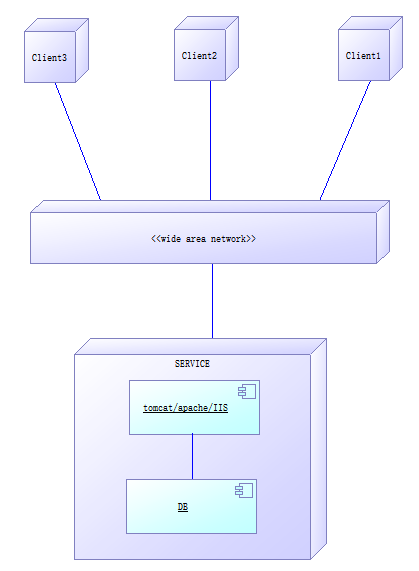 Client3
Client2
Client1
<<wide area network>>
SERVICE
tomcat/apache/IIS
DB